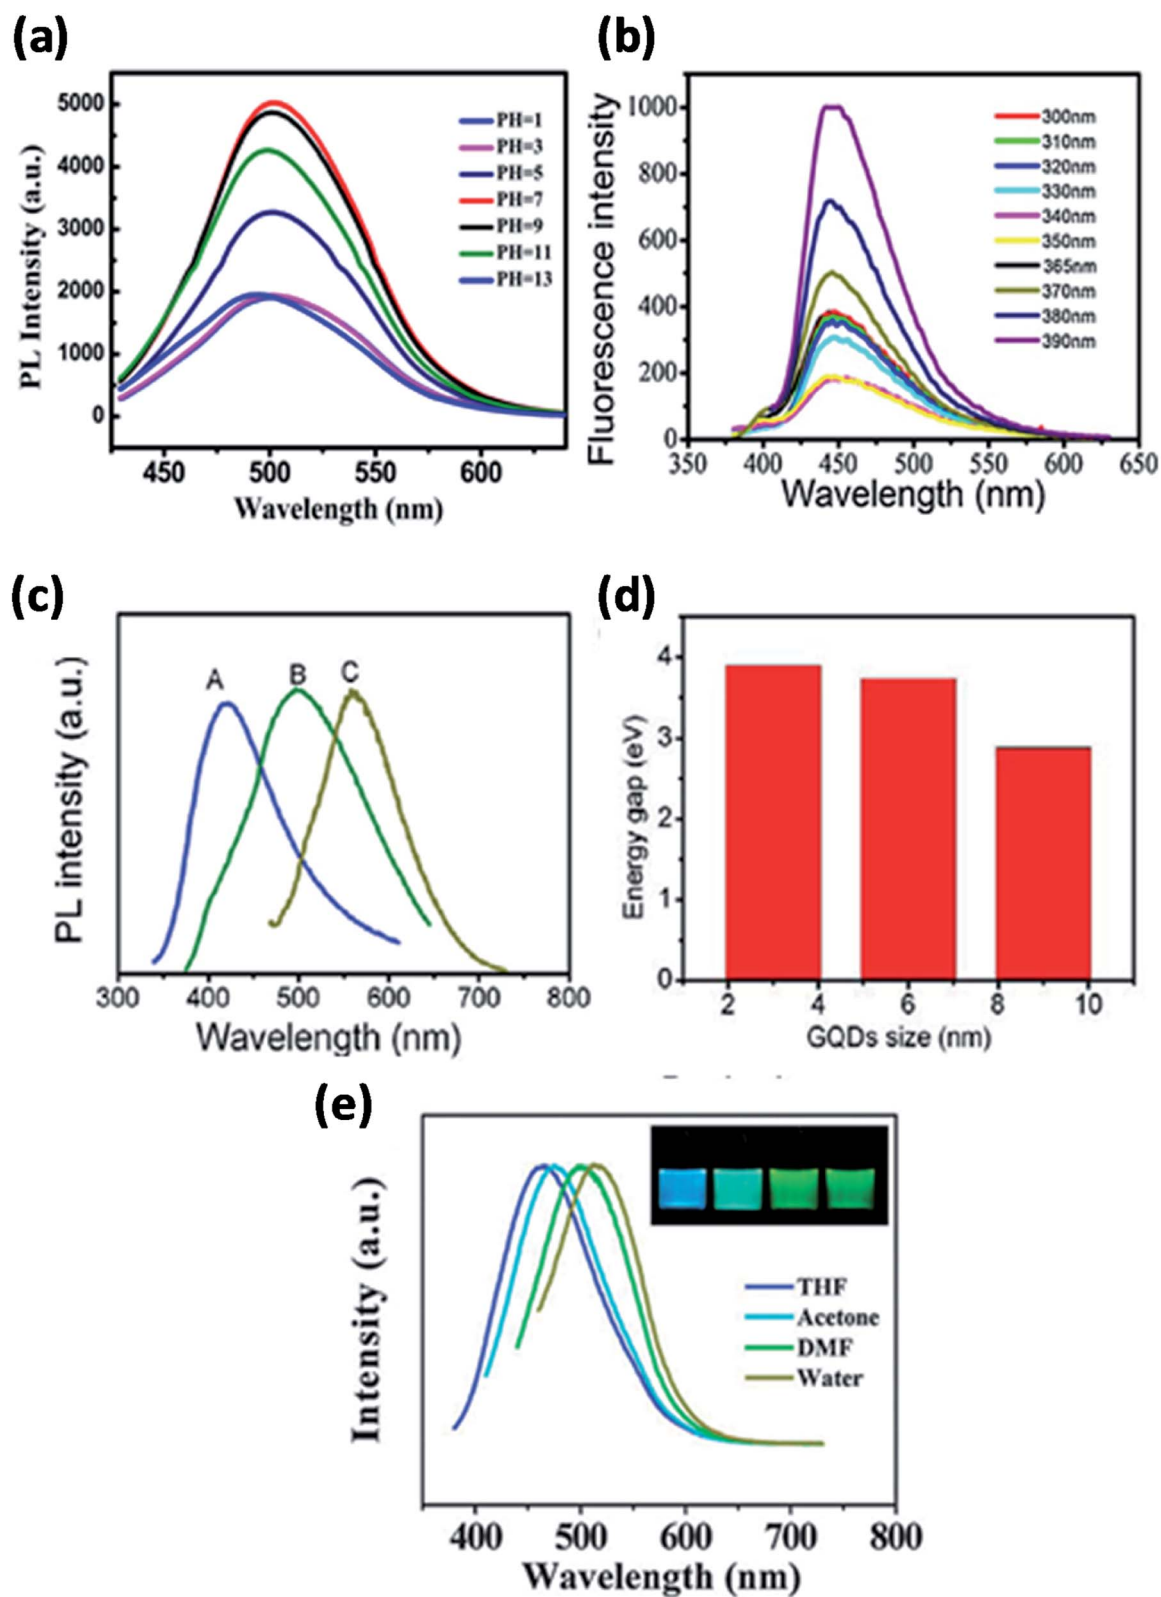 (a)
PL Intensity (a.u.)
5000
4000
3000
2000
1000
0
PH=1
PH=3
PH=5
PH=7
PH=9
PH=11
PH=13
450 500 550 600
Wavelength (nm)
(b)
Fluorescence intensity
1000
800
600
400
200
0
300nm
310nm
320nm
330nm
340nm
350nm
365nm
370nm
380nm
390nm
350 400 450 500 550 600 650
Wavelength (nm)
(c)
PL intensity (a.u.)
A B C
300 400 500 600 700 800
Wavelength (nm)
(d)
Energy gap (eV)
4
3
2
1
0
2 4 6 8 10
GQDs size (nm)
(e)
Intensity (a.u.)
THF
Acetone
DMF
Water
400 500 600 700 800
Wavelength (nm)